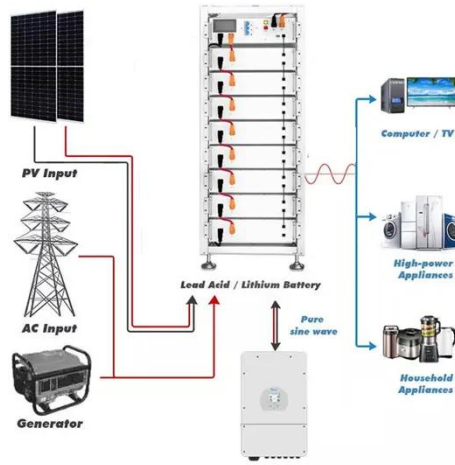 PV Input
AC Input
Generator
Lead Acid / Lithium Battery
Pure
sine wave
Computer / TV
High-power
Appliances
Household
Appliances